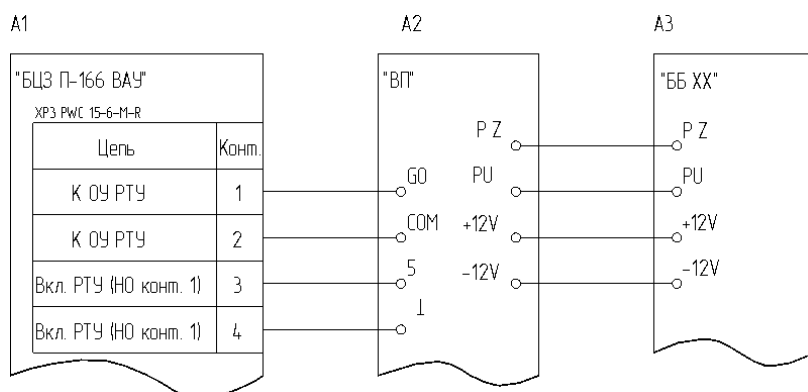 A1
A2
A3
"БЦЗ П-166 ВАУ"
"ВП"
"ББ ХХ"
XP3 PWC 15-6-M-R
Цепь Конт.
К ОУ РТУ 1
К ОУ РТУ 2
Вкл. РТУ (НО конт. 1) 3
Вкл. РТУ (НО конт. 1) 4
GO
COM
5
⊥
P Z
PU
+12V
-12V
P Z
PU
+12V
-12V